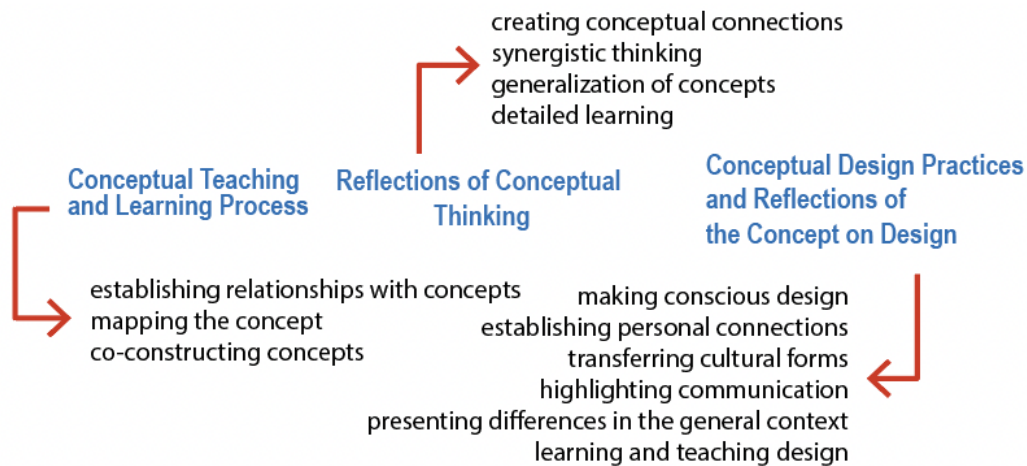 creating conceptual connections
synergistic thinking
generalization of concepts
detailed learning
Conceptual Teaching
and Learning Process
Reflections of Conceptual
Thinking
Conceptual Design Practices
and Reflections of
the Concept on Design
establishing relationships with concepts
mapping the concept
co-constructing concepts
making conscious design
establishing personal connections
transferring cultural forms
highlighting communication
presenting differences in the general context
learning and teaching design